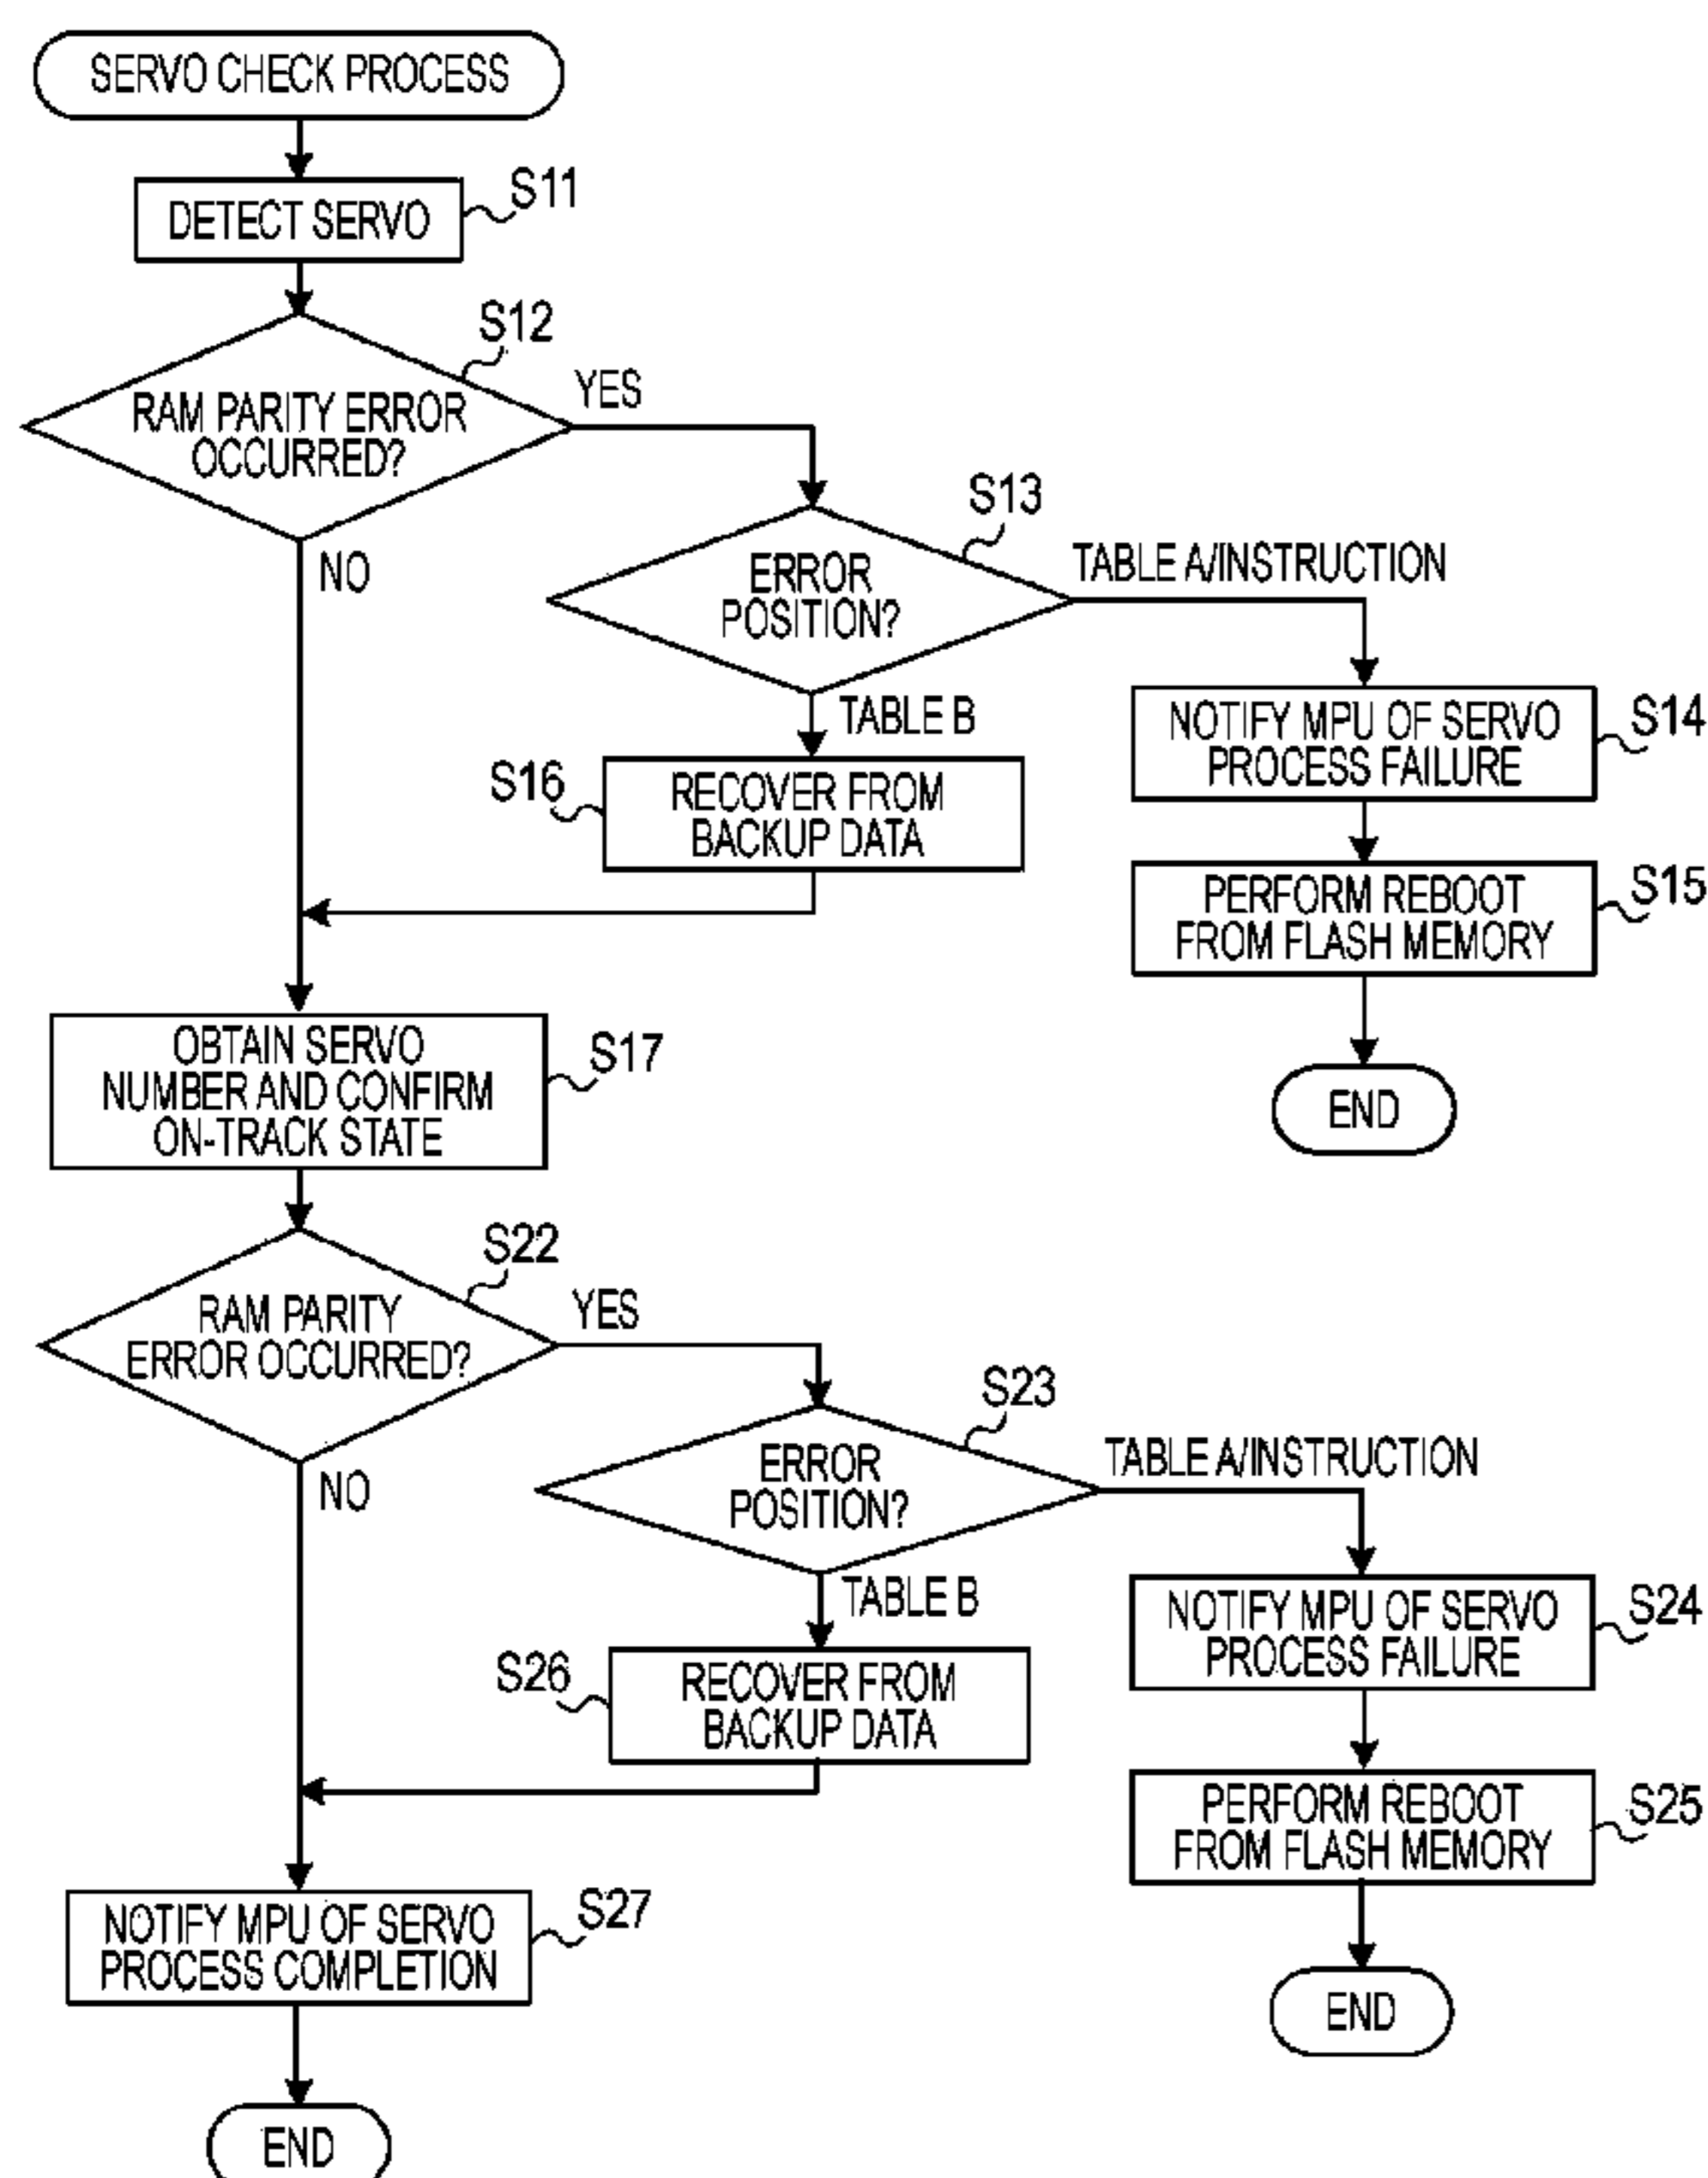 SERVO CHECK PROCESS
DETECT SERVO
S11
S12
RAM PARITY ERROR
OCCURRED?
YES
NO
S13
ERROR
POSITION?
TABLE A/INSTRUCTION
TABLE B
NOTIFY MPU OF SERVO
PROCESS FAILURE
S14
S16
RECOVER FROM
BACKUP DATA
PERFORM REBOOT
FROM FLASH MEMORY
S15
END
OBTAIN SERVO
NUMBER AND CONFIRM
ON-TRACK STATE
S17
S22
RAM PARITY
ERROR OCCURRED?
YES
NO
S23
ERROR
POSITION?
TABLE A/INSTRUCTION
TABLE B
NOTIFY MPU OF SERVO
PROCESS FAILURE
S24
S26
RECOVER FROM
BACKUP DATA
PERFORM REBOOT
FROM FLASH MEMORY
S25
END
NOTIFY MPU OF SERVO
PROCESS COMPLETION
S27
END